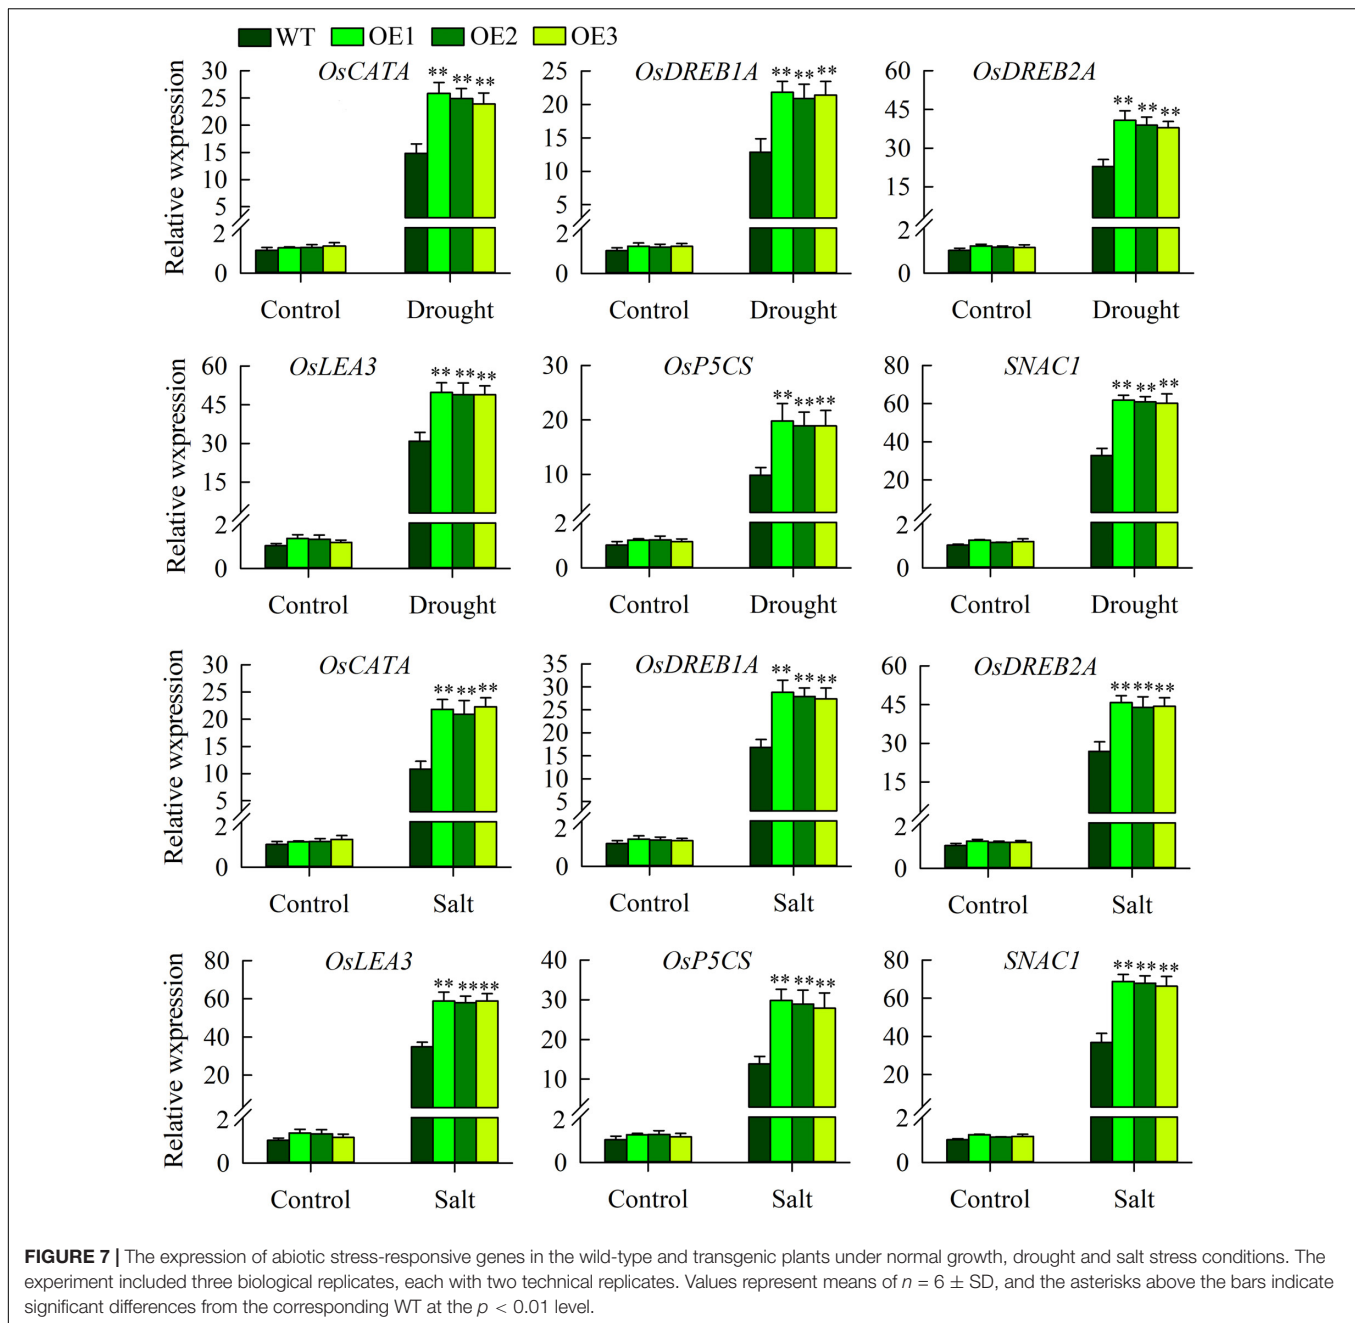 WT OE1 OE2 OE3
OsCATA OsDREB1A OsDREB2A
Relative wxpression
30 25 20 15 10 5 2 0
** ** **
Control Drought
25 20 15 10 5 2 0
** ** **
Control Drought
60 45 30 15 2 0
** ** **
Control Drought
OsLEA3 OsP5CS SNAC1
Relative wxpression
60 45 30 15 2 0
** ** **
Control Drought
30 20 10 2 0
** ** **
Control Drought
80 60 40 20 2 0
** ** **
Control Drought
OsCATA OsDREB1A OsDREB2A
Relative wxpression
30 25 20 15 10 5 2 0
** ** **
Control Salt
35 30 25 20 15 10 5 2 0
** ** **
Control Salt
60 45 30 15 2 0
** ** **
Control Salt
OsLEA3 OsP5CS SNAC1
Relative wxpression
80 60 40 20 2 0
** ** **
Control Salt
40 30 20 10 2 0
** ** **
Control Salt
80 60 40 20 2 0
** ** **
Control Salt
FIGURE 7 | The expression of abiotic stress-responsive genes in the wild-type and transgenic plants under normal growth, drought and salt stress conditions. The
experiment included three biological replicates, each with two technical replicates. Values represent means of n = 6 ± SD, and the asterisks above the bars indicate
significant differences from the corresponding WT at the p < 0.01 level.